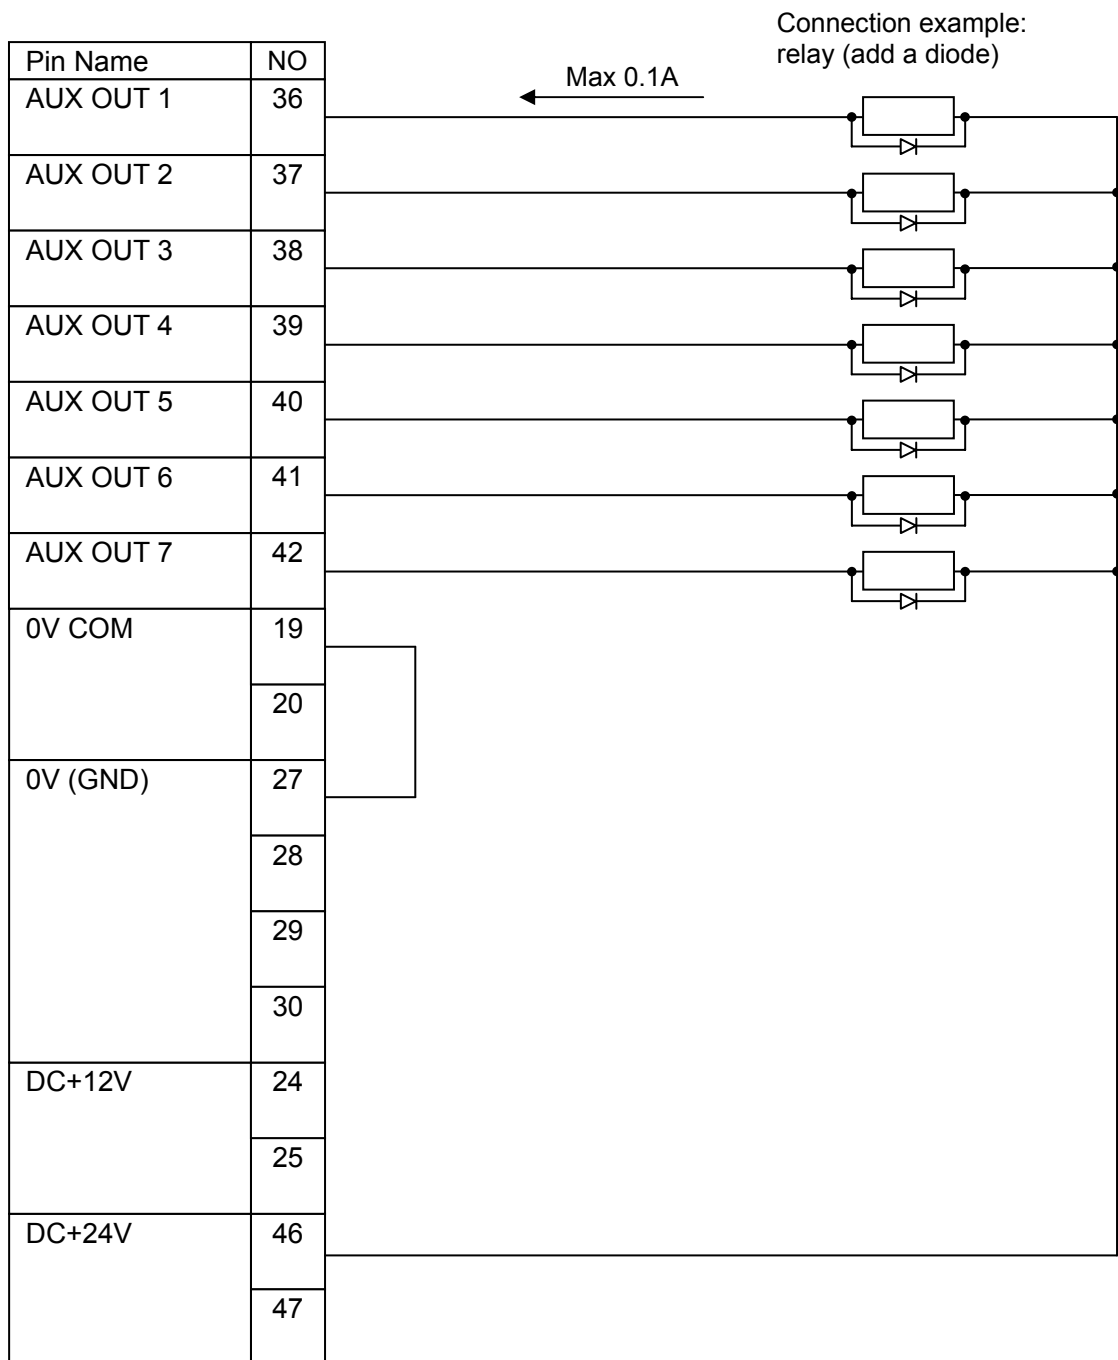 Connection example:
relay (add a diode)
Max 0.1A
Pin Name NO
AUX OUT 1 36
AUX OUT 2 37
AUX OUT 3 38
AUX OUT 4 39
AUX OUT 5 40
AUX OUT 6 41
AUX OUT 7 42
0V COM 19
20
0V (GND) 27
28
29
30
DC+12V 24
25
DC+24V 46
47